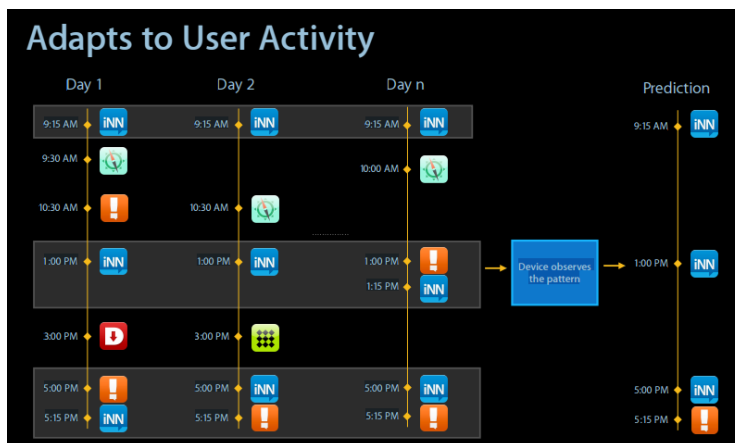 Adapts to User Activity
Day 1
Day 2
Day n
Prediction
9:15 AM iNN
9:15 AM iNN
9:15 AM iNN
9:15 AM iNN
9:30 AM
10:00 AM
10:30 AM !
10:30 AM
1:00 PM iNN
1:00 PM iNN
1:00 PM !
1:15 PM iNN
Device observes
the pattern
1:00 PM iNN
3:00 PM D
3:00 PM
5:00 PM !
5:00 PM iNN
5:00 PM iNN
5:00 PM iNN
5:15 PM iNN
5:15 PM !
5:15 PM !
5:15 PM !